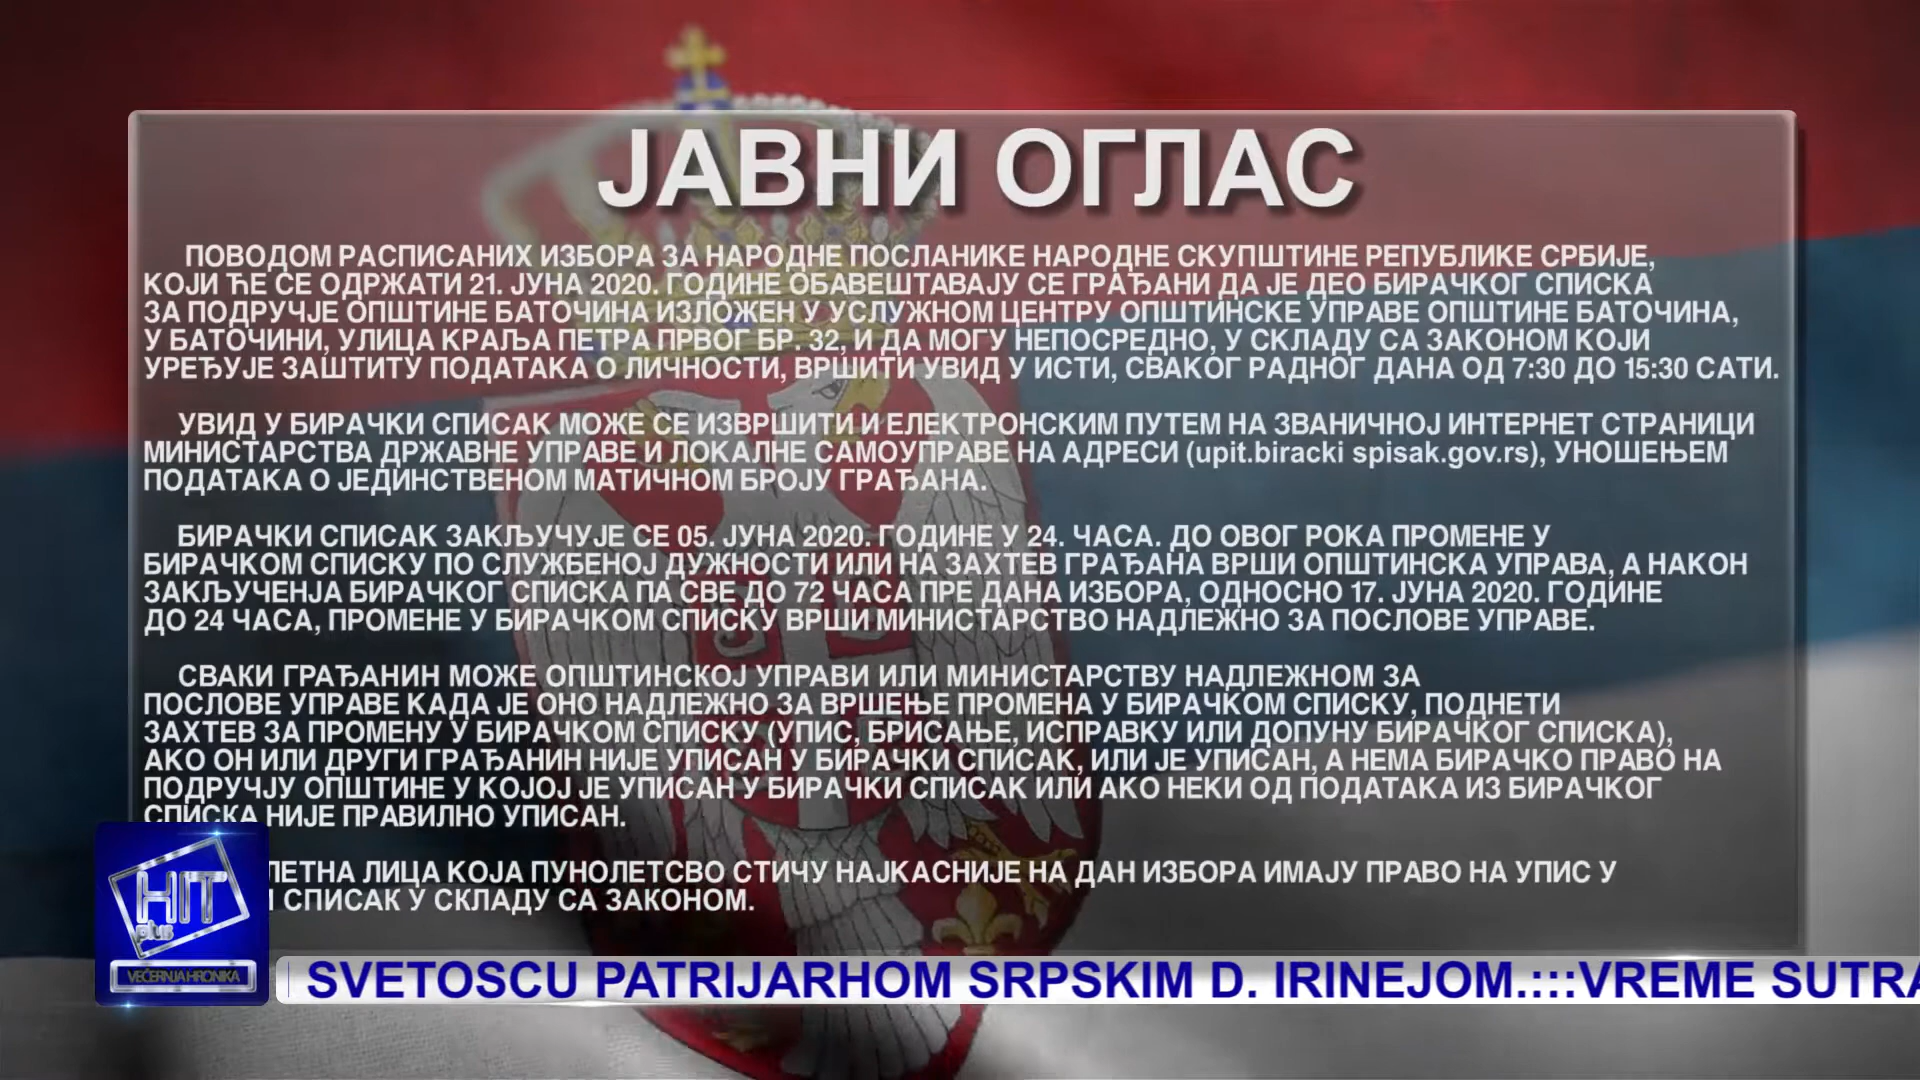 ЈАВНИ ОГЛАС
ПОВОДОМ РАСПИСАНИХ ИЗБОРА ЗА НАРОДНЕ ПОСЛАНИКЕ НАРОДНЕ СКУПШТИНЕ РЕПУБЛИКЕ СРБИЈЕ,
КОЈИ ЋЕ СЕ ОДРЖАТИ 21. ЈУНА 2020. ГОДИНЕ ОБАВЕШТАВАЈУ СЕ ГРАЂАНИ ДА ЈЕ ДЕО БИРАЧКОГ СПИСКА
ЗА ПОДРУЧЈЕ ОПШТИНЕ БАТОЧИНА ИЗЛОЖЕН У УСЛУЖНОМ ЦЕНТРУ ОПШТИНСКЕ УПРАВЕ ОПШТИНЕ БАТОЧИНА,
У БАТОЧИНИ, УЛИЦА КРАЉА ПЕТРА ПРВОГ БР. 32, И ДА МОГУ НЕПОСРЕДНО, У СКЛАДУ СА ЗАКОНОМ КОЈИ
УРЕЂУЈЕ ЗАШТИТУ ПОДАТАКА О ЛИЧНОСТИ, ВРШИТИ УВИД У ИСТИ, СВАКОГ РАДНОГ ДАНА ОД 7:30 ДО 15:30 САТИ.
УВИД У БИРАЧКИ СПИСАК МОЖЕ СЕ ИЗВРШИТИ И ЕЛЕКТРОНСКИМ ПУТЕМ НА ЗВАНИЧНОЈ ИНТЕРНЕТ СТРАНИЦИ
МИНИСТАРСТВА ДРЖАВНЕ УПРАВЕ И ЛОКАЛНЕ САМОУПРАВЕ НА АДРЕСИ (upit.biracki spisak.gov.rs), УНОШЕЊЕМ
ПОДАТАКА О ЈЕДИНСТВЕНОМ МАТИЧНОМ БРОЈУ ГРАЂАНА.
БИРАЧКИ СПИСАК ЗАКЉУЧУЈЕ СЕ 05. ЈУНА 2020. ГОДИНЕ У 24. ЧАСА. ДО ОВОГ РОКА ПРОМЕНЕ У
БИРАЧКОМ СПИСКУ ПО СЛУЖБЕНОЈ ДУЖНОСТИ ИЛИ НА ЗАХТЕВ ГРАЂАНА ВРШИ ОПШТИНСКА УПРАВА, А НАКОН
ЗАКЉУЧЕНЈА БИРАЧКОГ СПИСКА ПА СВЕ ДО 72 ЧАСА ПРЕ ДАНА ИЗБОРА, ОДНОСНО 17. ЈУНА 2020. ГОДИНЕ
ДО 24 ЧАСА, ПРОМЕНЕ У БИРАЧКОМ СПИСКУ ВРШИ МИНИСТАРСТВО НАДЛЕЖНО ЗА ПОСЛОВЕ УПРАВЕ.
СВАКИ ГРАЂАНИН МОЖЕ ОПШТИНСКОЈ УПРАВИ ИЛИ МИНИСТАРСТВУ НАДЛЕЖНОМ ЗА
ПОСЛОВЕ УПРАВЕ КАДА ЈЕ ОНО НАДЛЕЖНО ЗА ВРШЕЊЕ ПРОМЕНА У БИРАЧКОМ СПИСКУ, ПОДНЕТИ
ЗАХТЕВ ЗА ПРОМЕНУ У БИРАЧКОМ СПИСКУ (УПИС, БРИСАЊЕ, ИСПРАВКУ ИЛИ ДОПУНУ БИРАЧКОГ СПИСКА),
АКО ОН ИЛИ ДРУГИ ГРАЂАНИН НИЈЕ УПИСАН У БИРАЧКИ СПИСАК, ИЛИ ЈЕ УПИСАН, А НЕМА БИРАЧКО ПРАВО НА
ПОДРУЧЈУ ОПШТИНЕ У КОЈОЈ ЈЕ УПИСАН У БИРАЧКИ СПИСАК ИЛИ АКО НЕКИ ОД ПОДАТАКА ИЗ БИРАЧКОГ
СПИСКА НИЈЕ ПРАВИЛНО УПИСАН.
ЛЕТНА ЛИЦА КОЈА ПУНОЛЕТСВО СТИЧУ НАЈКАСНИЈЕ НА ДАН ИЗБОРА ИМАЈУ ПРАВО НА УПИС У
СПИСАК У СКЛАДУ СА ЗАКОНОМ.
HIT
plus
VEČERNJA HRONIKA
SVETOSCU PATRIJARHOM SRPSKIM D. IRINEJOM.:::VREME SUTRA